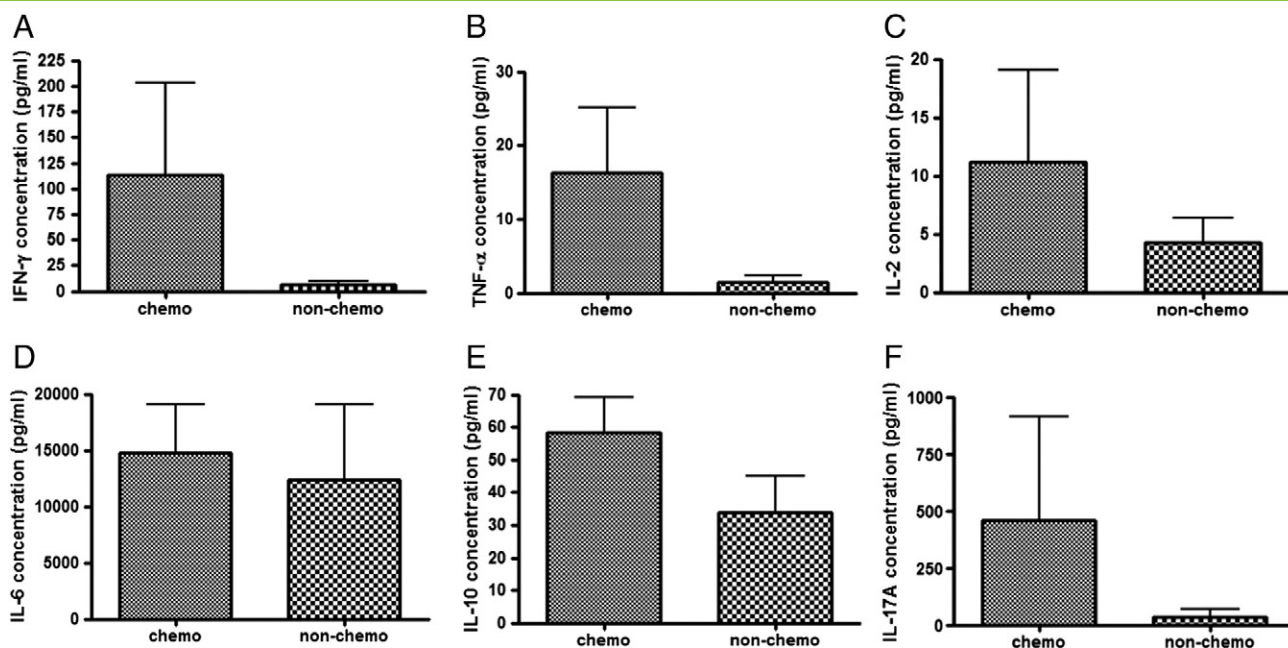 A
IFN-γ concentration (pg/ml)
225
200
175
150
125
100
75
50
25
0
chemo
non-chemo
B
TNF-α concentration (pg/ml)
30
20
10
0
chemo
non-chemo
C
IL-2 concentration (pg/ml)
20
15
10
5
0
chemo
non-chemo
D
IL-6 concentration (pg/ml)
20000
15000
10000
5000
0
chemo
non-chemo
E
IL-10 concentration (pg/ml)
70
60
50
40
30
20
10
0
chemo
non-chemo
F
IL-17A concentration (pg/ml)
1000
750
500
250
0
chemo
non-chemo